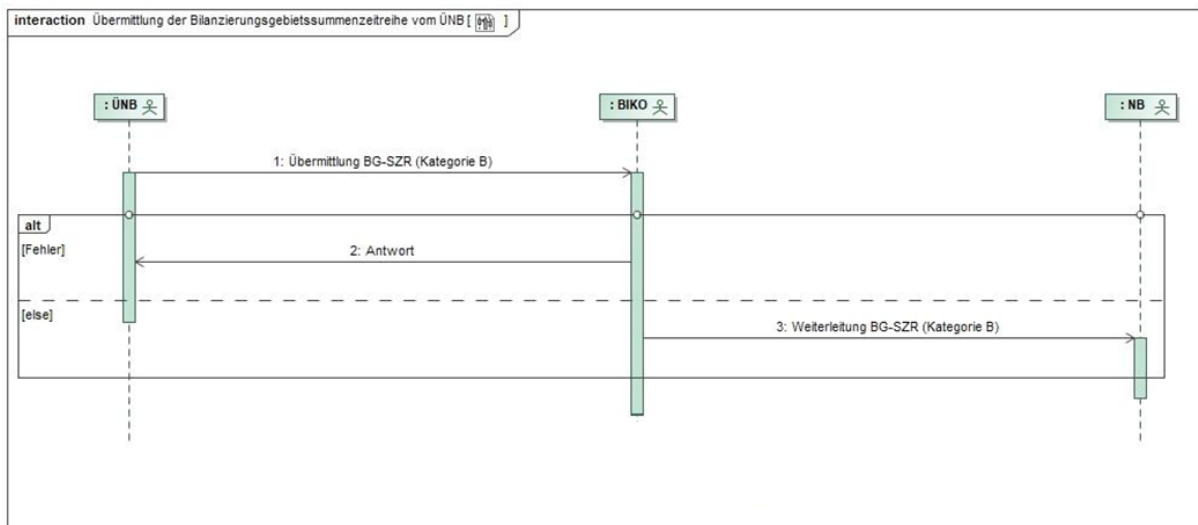 interaction Übermittlung der Bilanzierungsgebietssummenzeitreihe vom ÜNB [ ]
: ÜNB
: BIKO
: NB
1: Übermittlung BG-SZR (Kategorie B)
alt
[Fehler]
2: Antwort
[else]
3: Weiterleitung BG-SZR (Kategorie B)